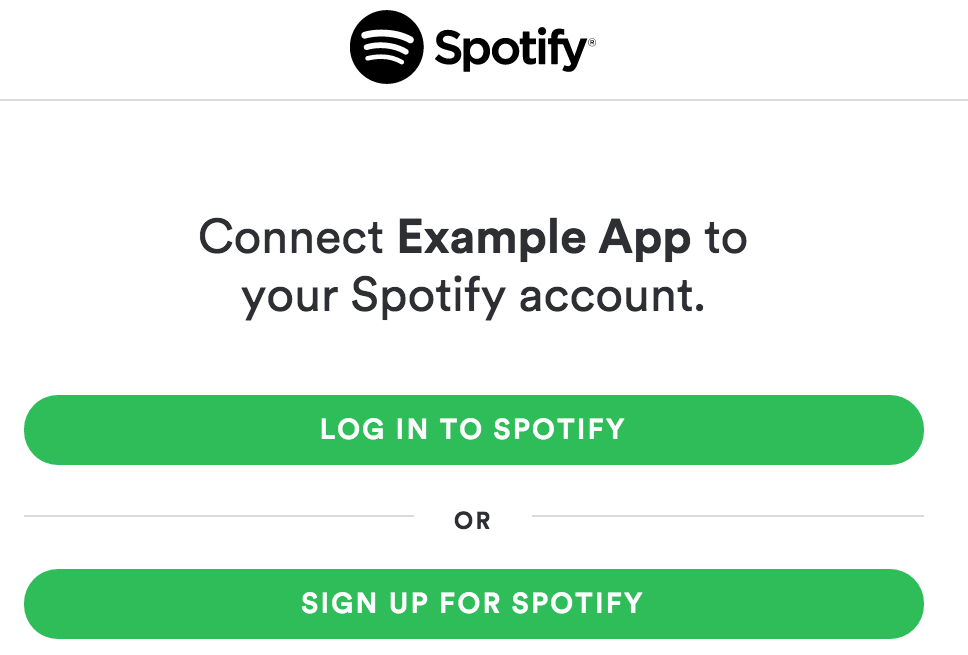 Spotify®
Connect Example App to
your Spotify account.
LOG IN TO SPOTIFY
OR
SIGN UP FOR SPOTIFY